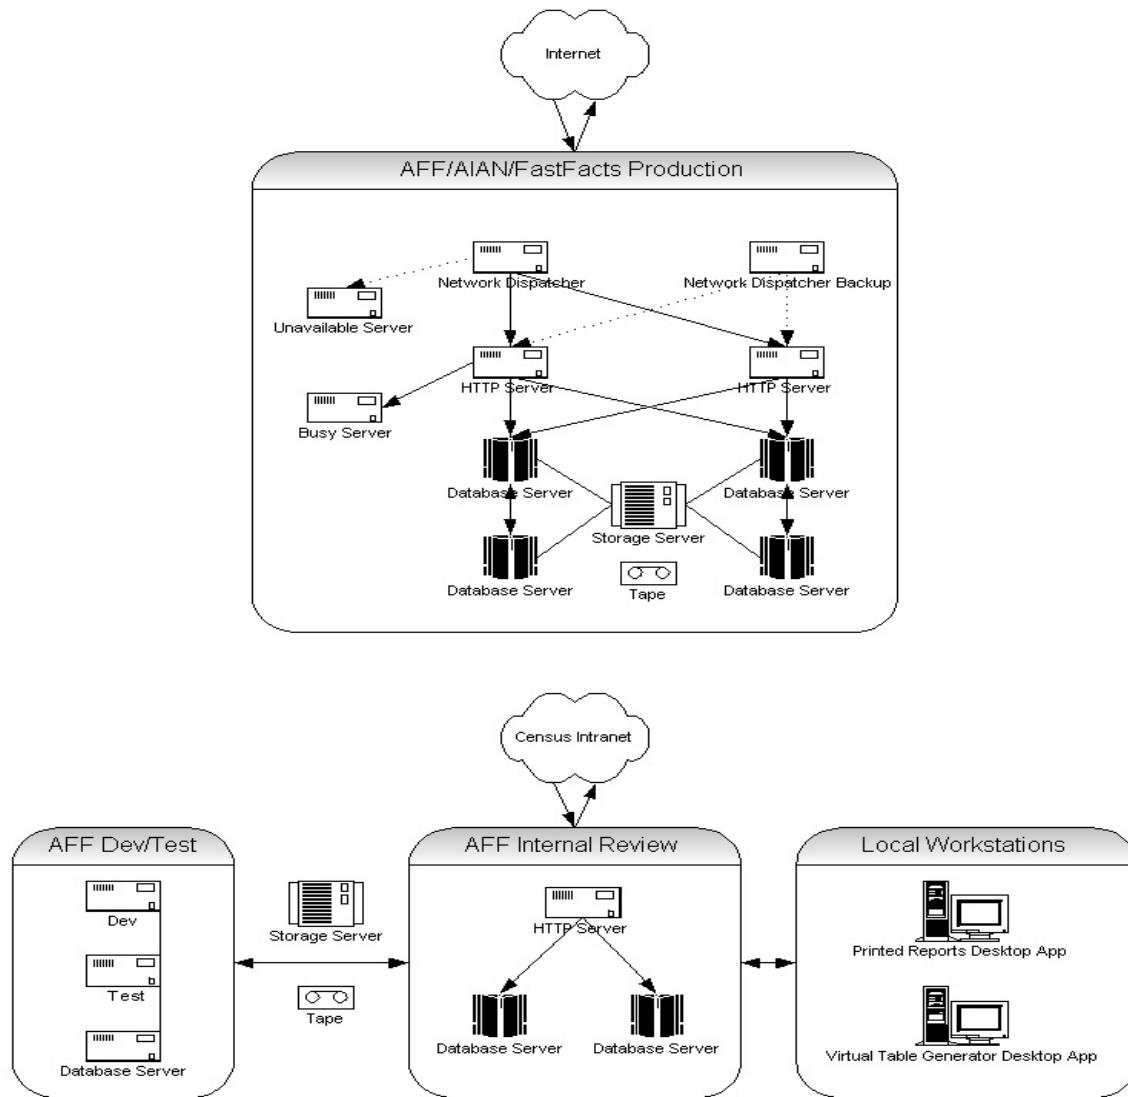 Internet
AFF/AIAN/FastFacts Production
Network Dispatcher
Network Dispatcher Backup
Unavailable Server
HTTP Server
HTTP Server
Busy Server
Database Server
Database Server
Storage Server
Database Server
Tape
Database Server
Census Intranet
AFF Dev/Test
AFF Internal Review
Local Workstations
Dev
Storage Server
HTTP Server
Printed Reports Desktop App
Test
Tape
Database Server
Database Server
Database Server
Virtual Table Generator Desktop App